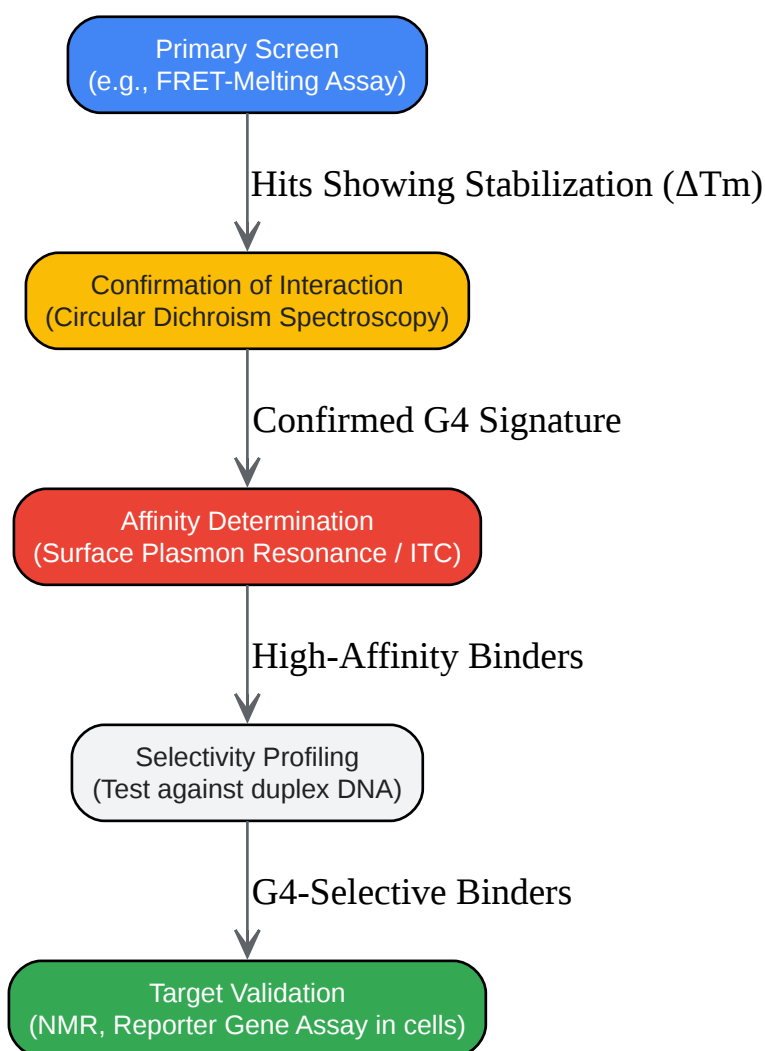 Primary Screen
(e.g., FRET-Melting Assay)
Hits Showing Stabilization (ΔTm)
Confirmation of Interaction
(Circular Dichroism Spectroscopy)
Confirmed G4 Signature
Affinity Determination
(Surface Plasmon Resonance / ITC)
High-Affinity Binders
Selectivity Profiling
(Test against duplex DNA)
G4-Selective Binders
Target Validation
(NMR, Reporter Gene Assay in cells)